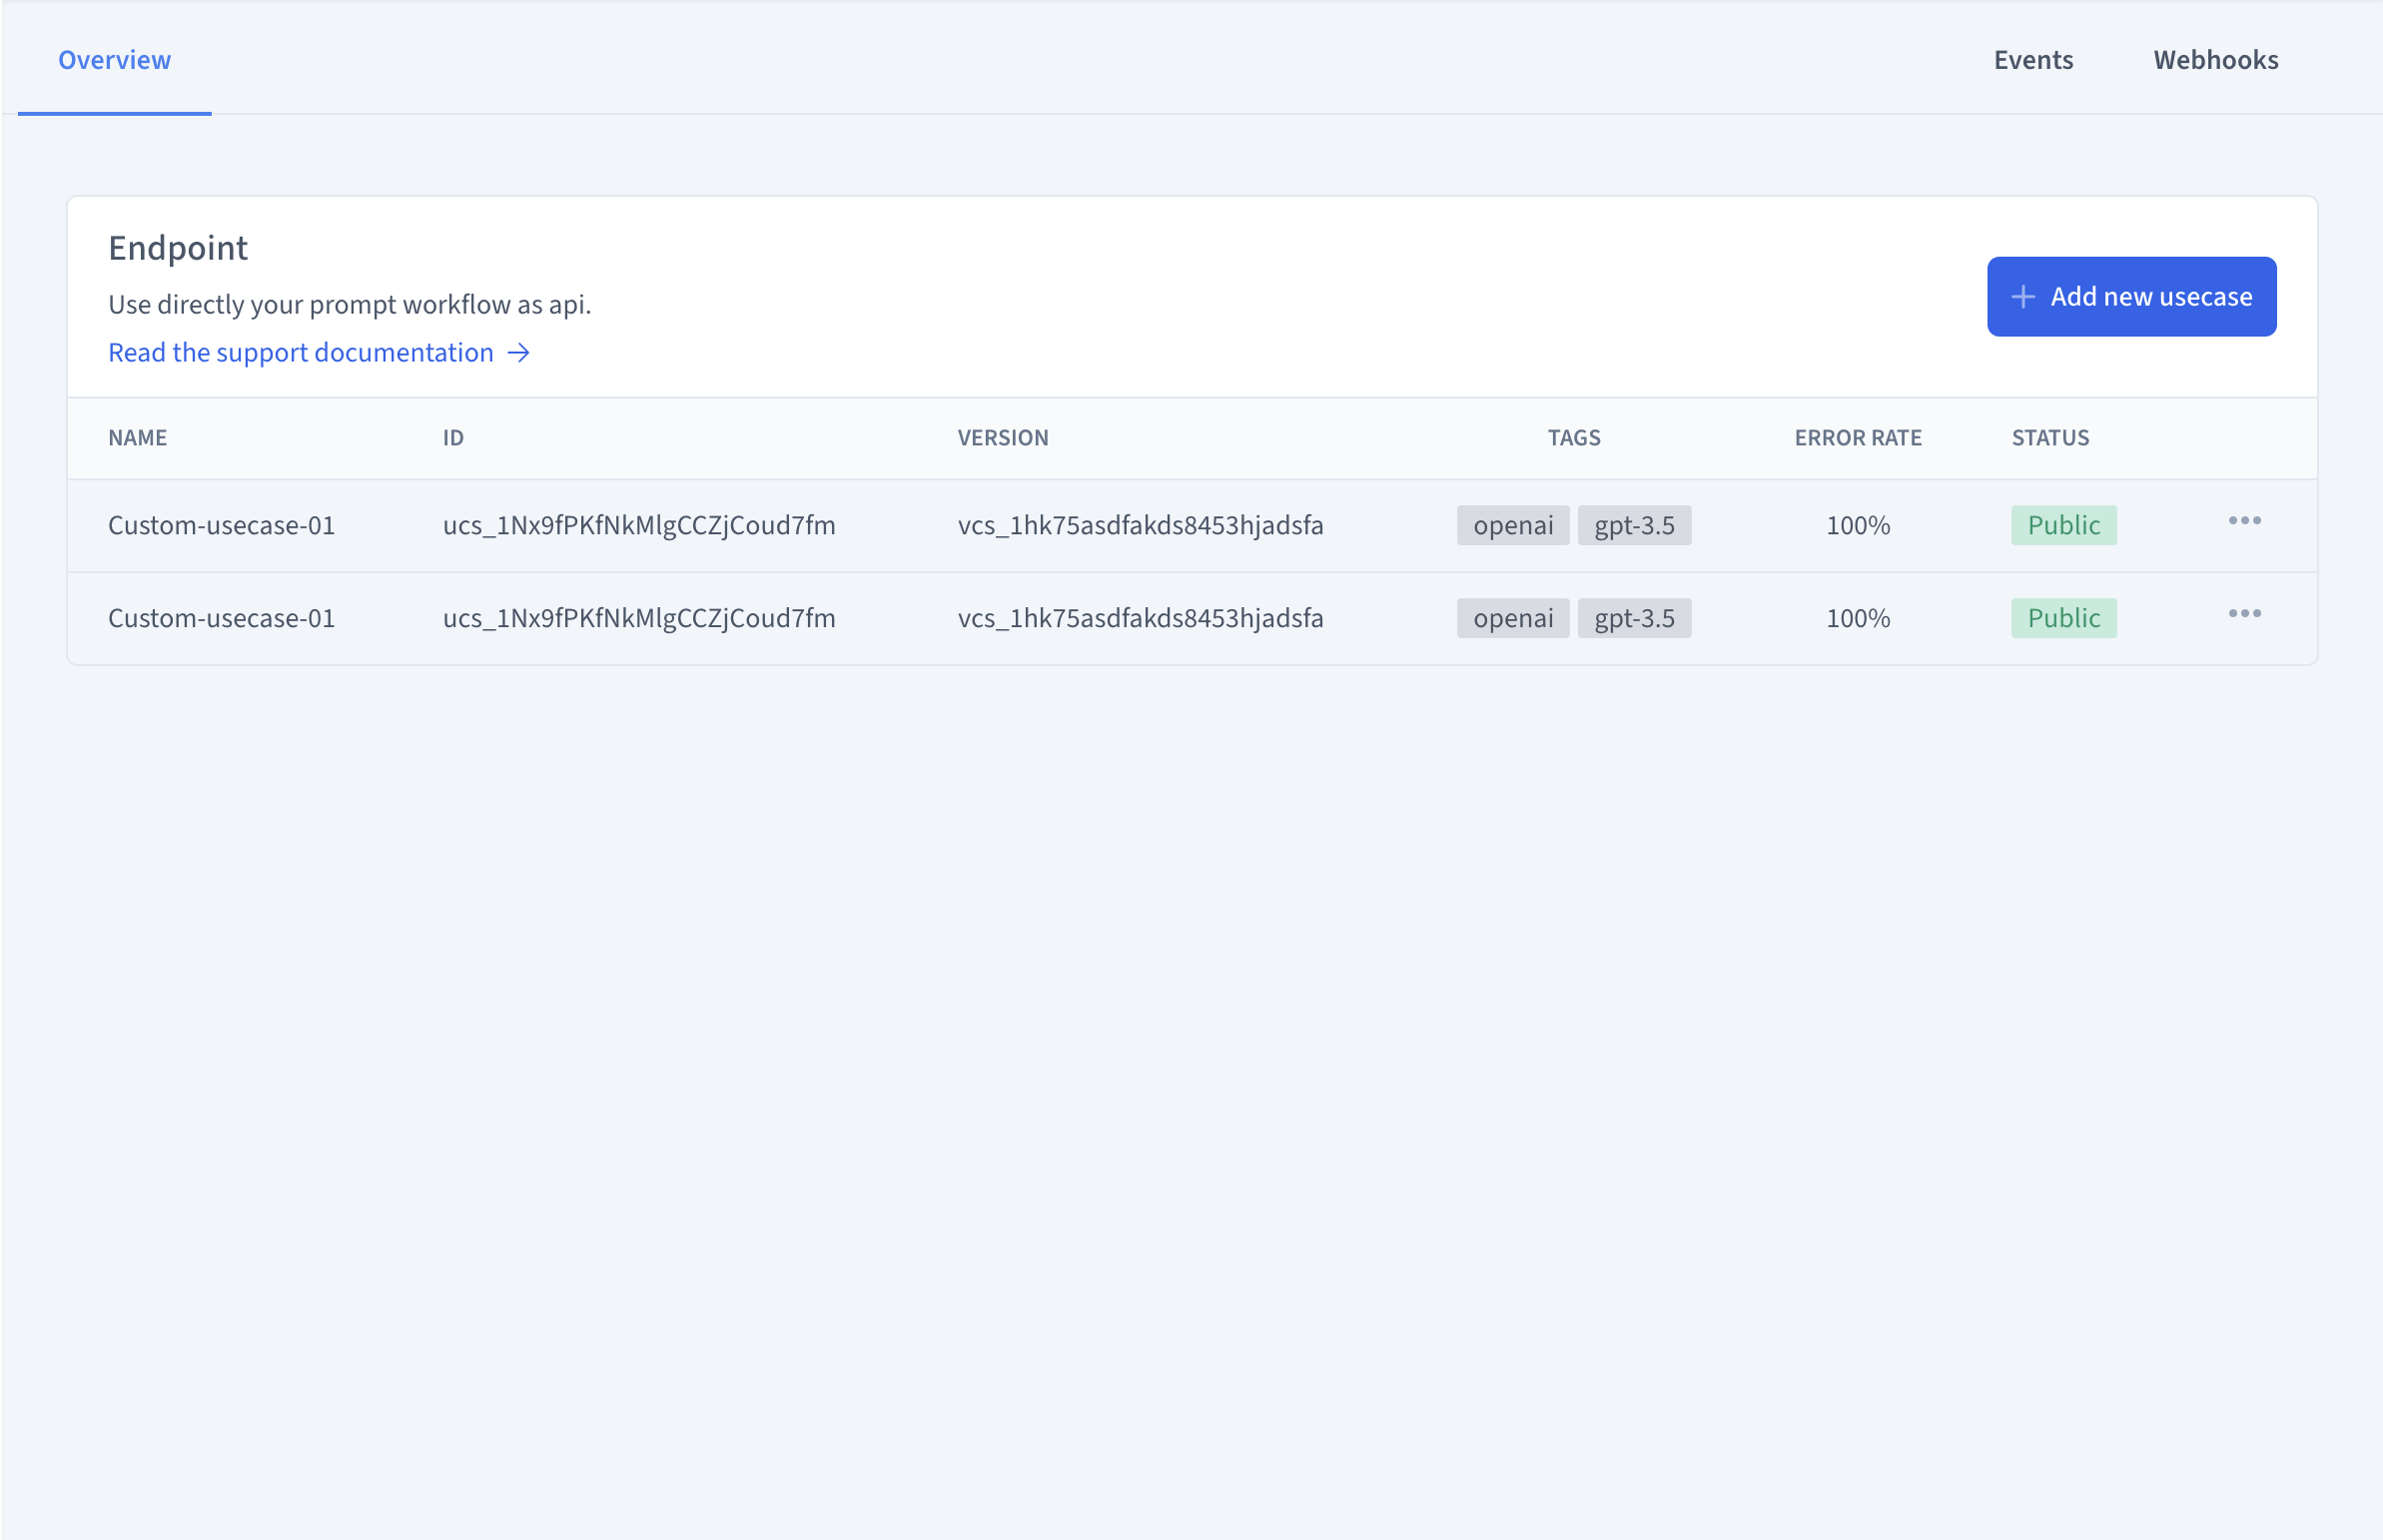 Overview Events Webhooks
Endpoint
Use directly your prompt workflow as api.
Read the support documentation →
+ Add new usecase
NAME ID VERSION TAGS ERROR RATE STATUS
Custom-usecase-01 ucs_1Nx9fPKfNkMlgCCZjCoud7fm vcs_1hk75asdfakds8453hjadsfa openai gpt-3.5 100% Public •••
Custom-usecase-01 ucs_1Nx9fPKfNkMlgCCZjCoud7fm vcs_1hk75asdfakds8453hjadsfa openai gpt-3.5 100% Public •••